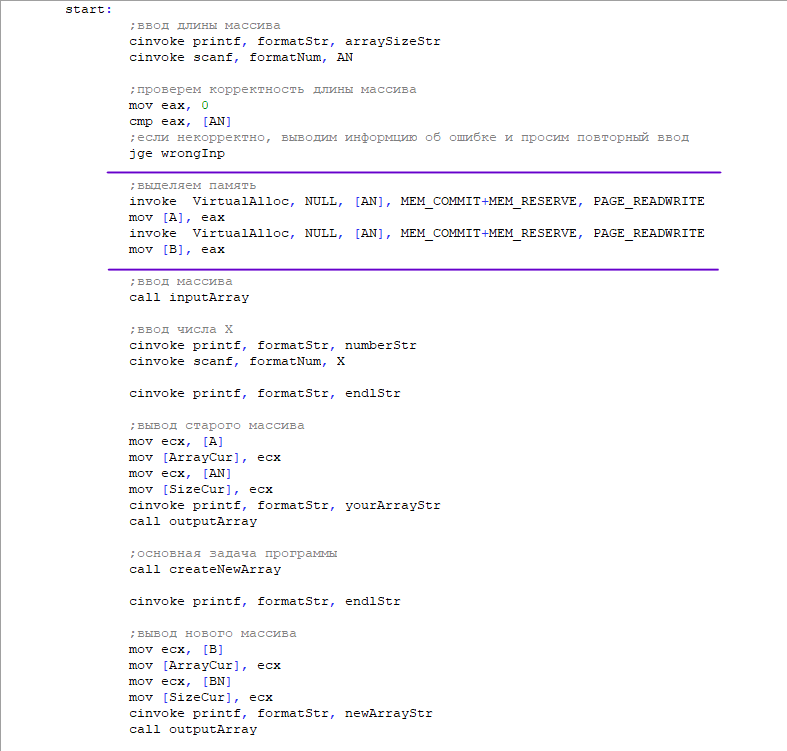 start:
;ввод длины массива
cinvoke printf, formatStr, arraySizeStr
cinvoke scanf, formatNum, AN
;проверем корректность длины массива
mov eax, 0
cmp eax, [AN]
;если некорректно, выводим информцию об ошибке и просим повторный ввод
jge wrongInp
;выделяем память
invoke  VirtualAlloc, NULL, [AN], MEM_COMMIT+MEM_RESERVE, PAGE_READWRITE
mov [A], eax
invoke  VirtualAlloc, NULL, [AN], MEM_COMMIT+MEM_RESERVE, PAGE_READWRITE
mov [B], eax
;ввод массива
call inputArray
;ввод числа X
cinvoke printf, formatStr, numberStr
cinvoke scanf, formatNum, X
cinvoke printf, formatStr, endlStr
;вывод старого массива
mov ecx, [A]
mov [ArrayCur], ecx
mov ecx, [AN]
mov [SizeCur], ecx
cinvoke printf, formatStr, yourArrayStr
call outputArray
;основная задача программы
call createNewArray
cinvoke printf, formatStr, endlStr
;вывод нового массива
mov ecx, [B]
mov [ArrayCur], ecx
mov ecx, [BN]
mov [SizeCur], ecx
cinvoke printf, formatStr, newArrayStr
call outputArray